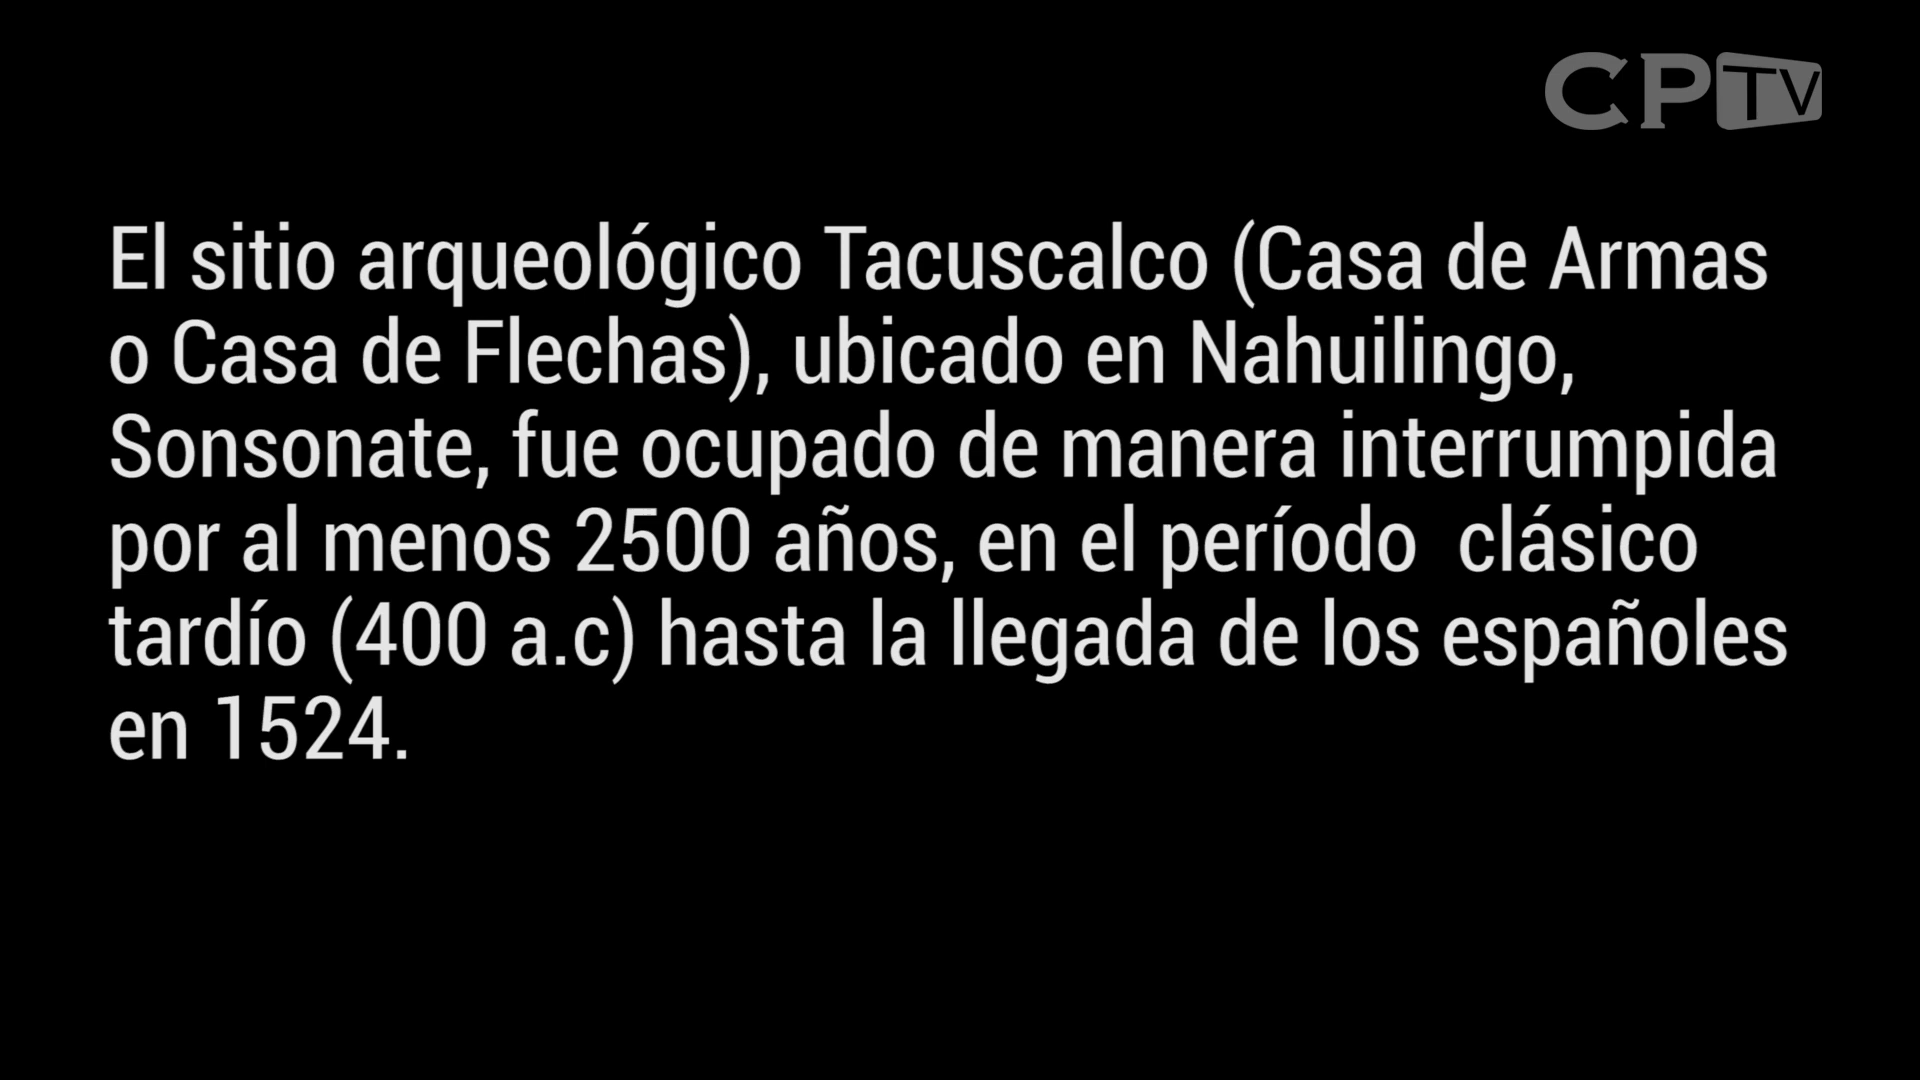 CPTV
El sitio arqueológico Tacuscalco (Casa de Armas
o Casa de Flechas), ubicado en Nahuilingo,
Sonsonate, fue ocupado de manera interrumpida
por al menos 2500 años, en el período  clásico
tardío (400 a.c) hasta la llegada de los españoles
en 1524.